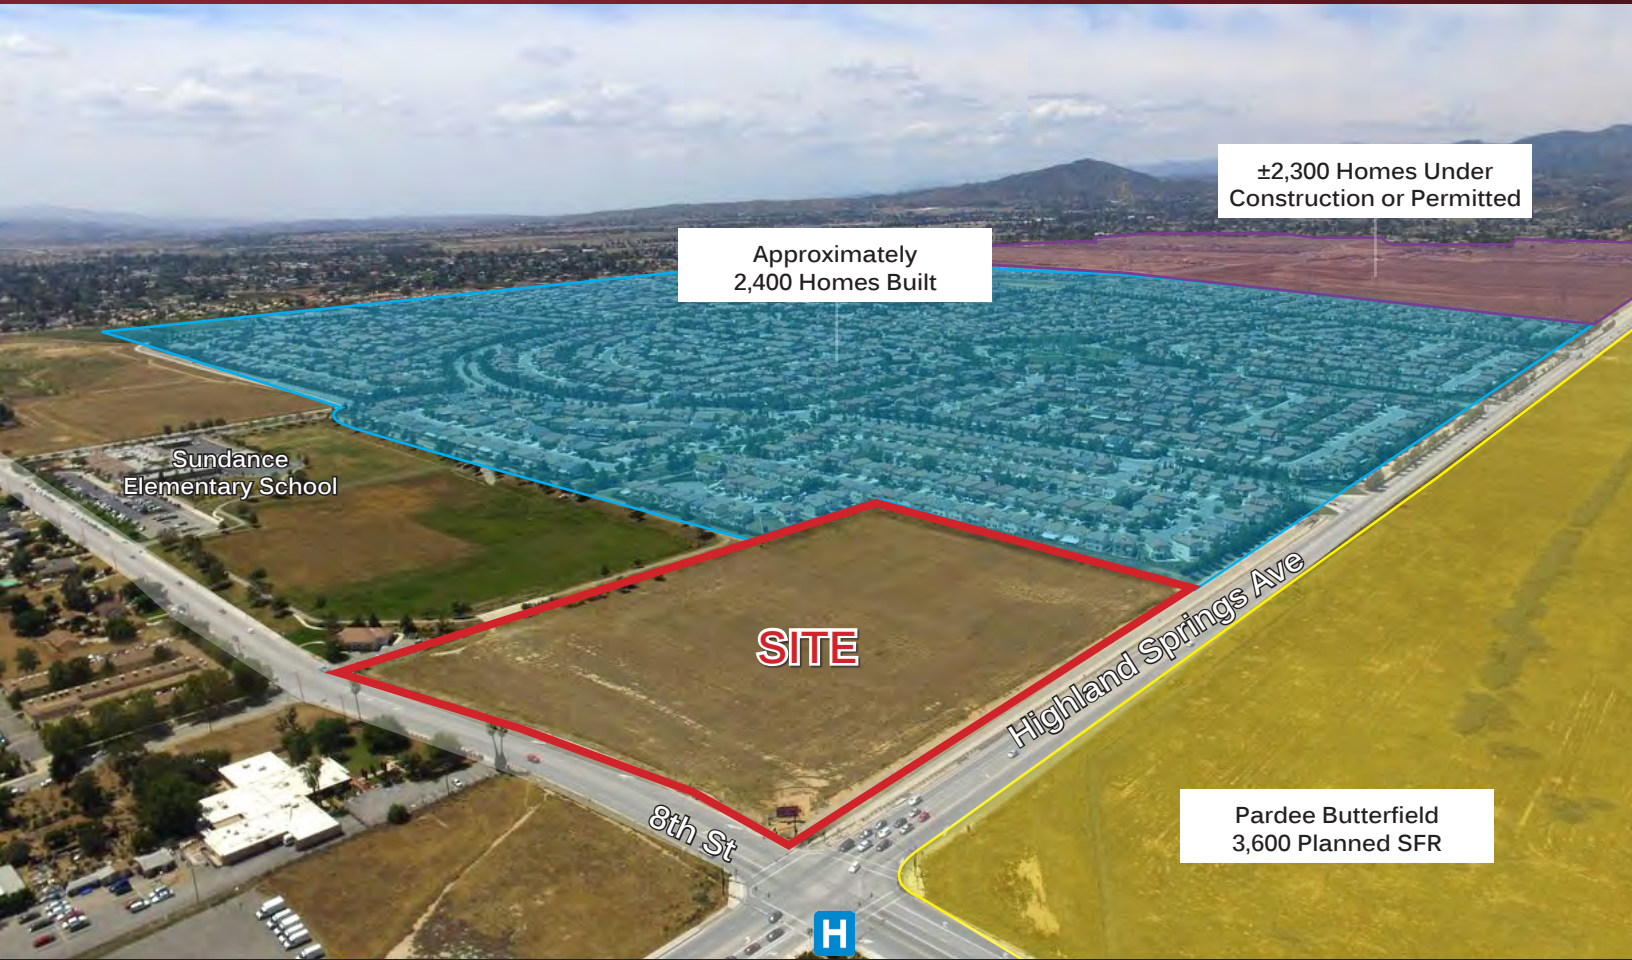 ±2,300 Homes Under
Construction or Permitted
Approximately
2,400 Homes Built
Sundance
Elementary School
SITE
Highland Springs Ave
8th St
Pardee Butterfield
3,600 Planned SFR
H